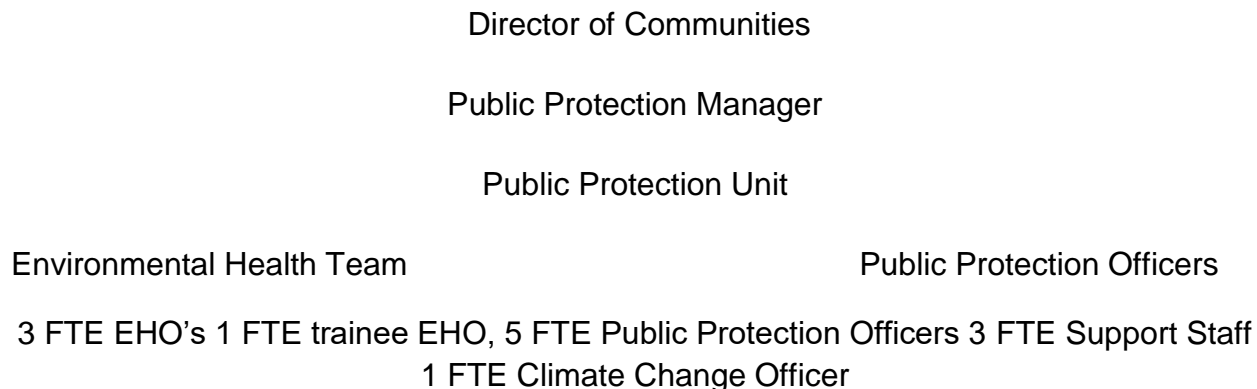 Director of Communities
Public Protection Manager
Public Protection Unit
Environmental Health Team Public Protection Officers
3 FTE EHO’s 1 FTE trainee EHO, 5 FTE Public Protection Officers 3 FTE Support Staff
1 FTE Climate Change Officer